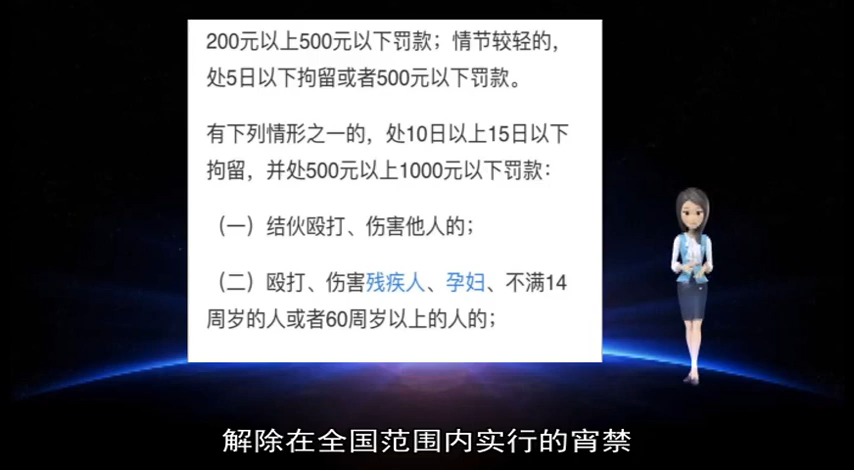 200元以上500元以下罚款；情节较轻的，
处5日以下拘留或者500元以下罚款。
有下列情形之一的，处10日以上15日以下
拘留，并处500元以上1000元以下罚款：
（一）结伙殴打、伤害他人的；
（二）殴打、伤害残疾人、孕妇、不满14
周岁的人或者60周岁以上的人的；
解除在全国范围内实行的宵禁